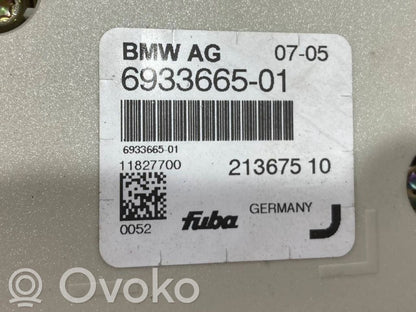 BMW AG 07-05
6933665-01
6933665-01
11827700 213675 10
fuba GERMANY
0052
Ovoko